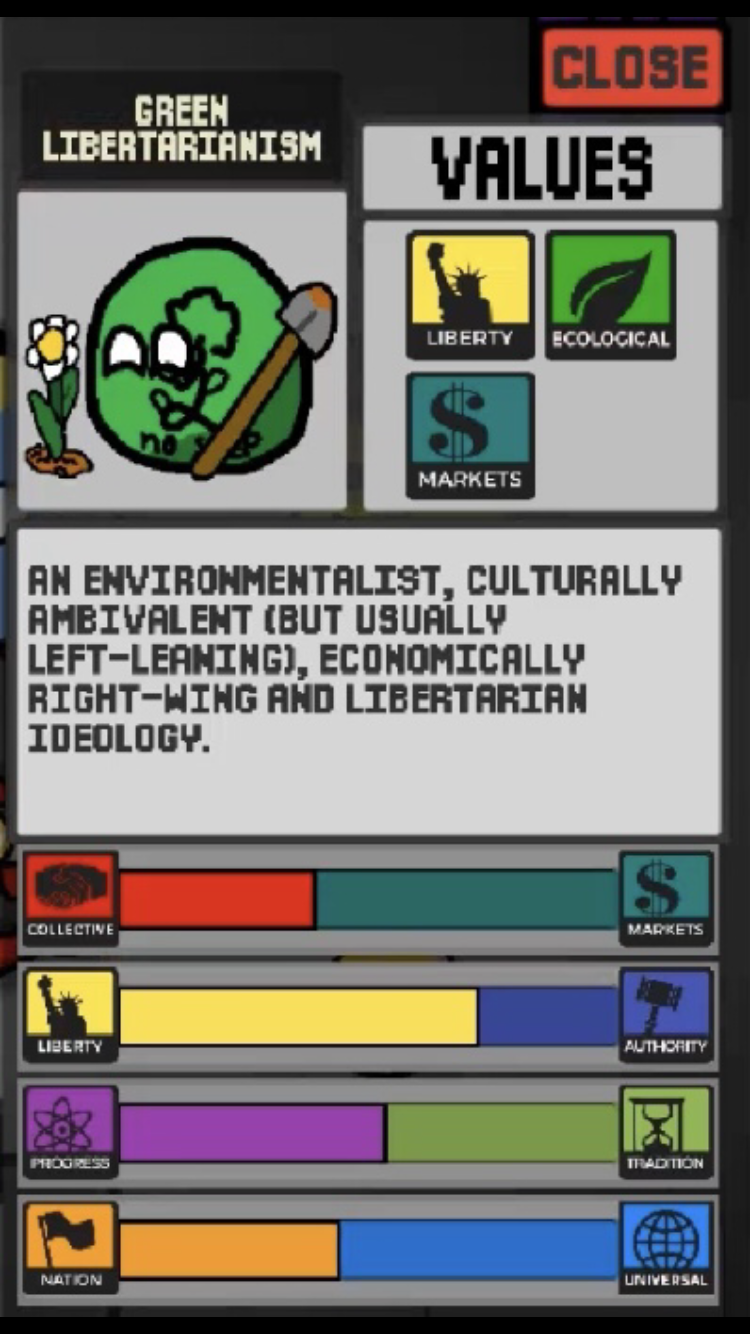 CLOSE
GREEN
LIBERTARIANISM
VALUES
LIBERTY
ECOLOGICAL
MARKETS
no
AN ENVIRONMENTALIST, CULTURALLY
AMBIVALENT (BUT USUALLY
LEFT-LEANING), ECONOMICALLY
RIGHT-WING AND LIBERTARIAN
IDEOLOGY.
COLLECTIVE
MARKETS
LIBERTY
AUTHORITY
PROGRESS
TRADITION
NATION
UNIVERSAL